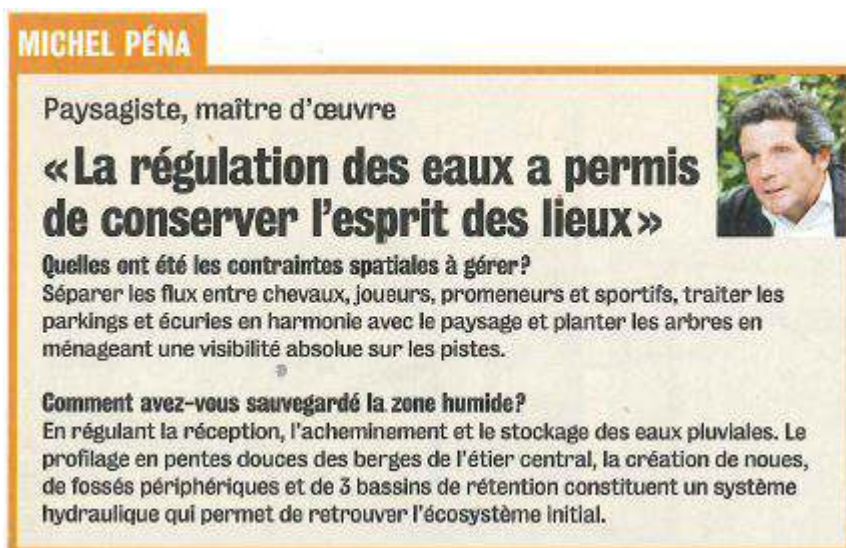 MICHEL PÉNA
Paysagiste, maître d'œuvre
«La régulation des eaux a permis
de conserver l'esprit des lieux»
Quelles ont été les contraintes spatiales à gérer?
Séparer les flux entre chevaux, joueurs, promeneurs et sportifs, traiter les
parkings et écuries en harmonie avec le paysage et planter les arbres en
ménageant une visibilité absolue sur les pistes.
Comment avez-vous sauvegardé la zone humide?
En régulant la réception, l'acheminement et le stockage des eaux pluviales. Le
profilage en pentes douces des berges de l'étier central, la création de noues,
de fossés périphériques et de 3 bassins de rétention constituent un système
hydraulique qui permet de retrouver l'écosystème initial.